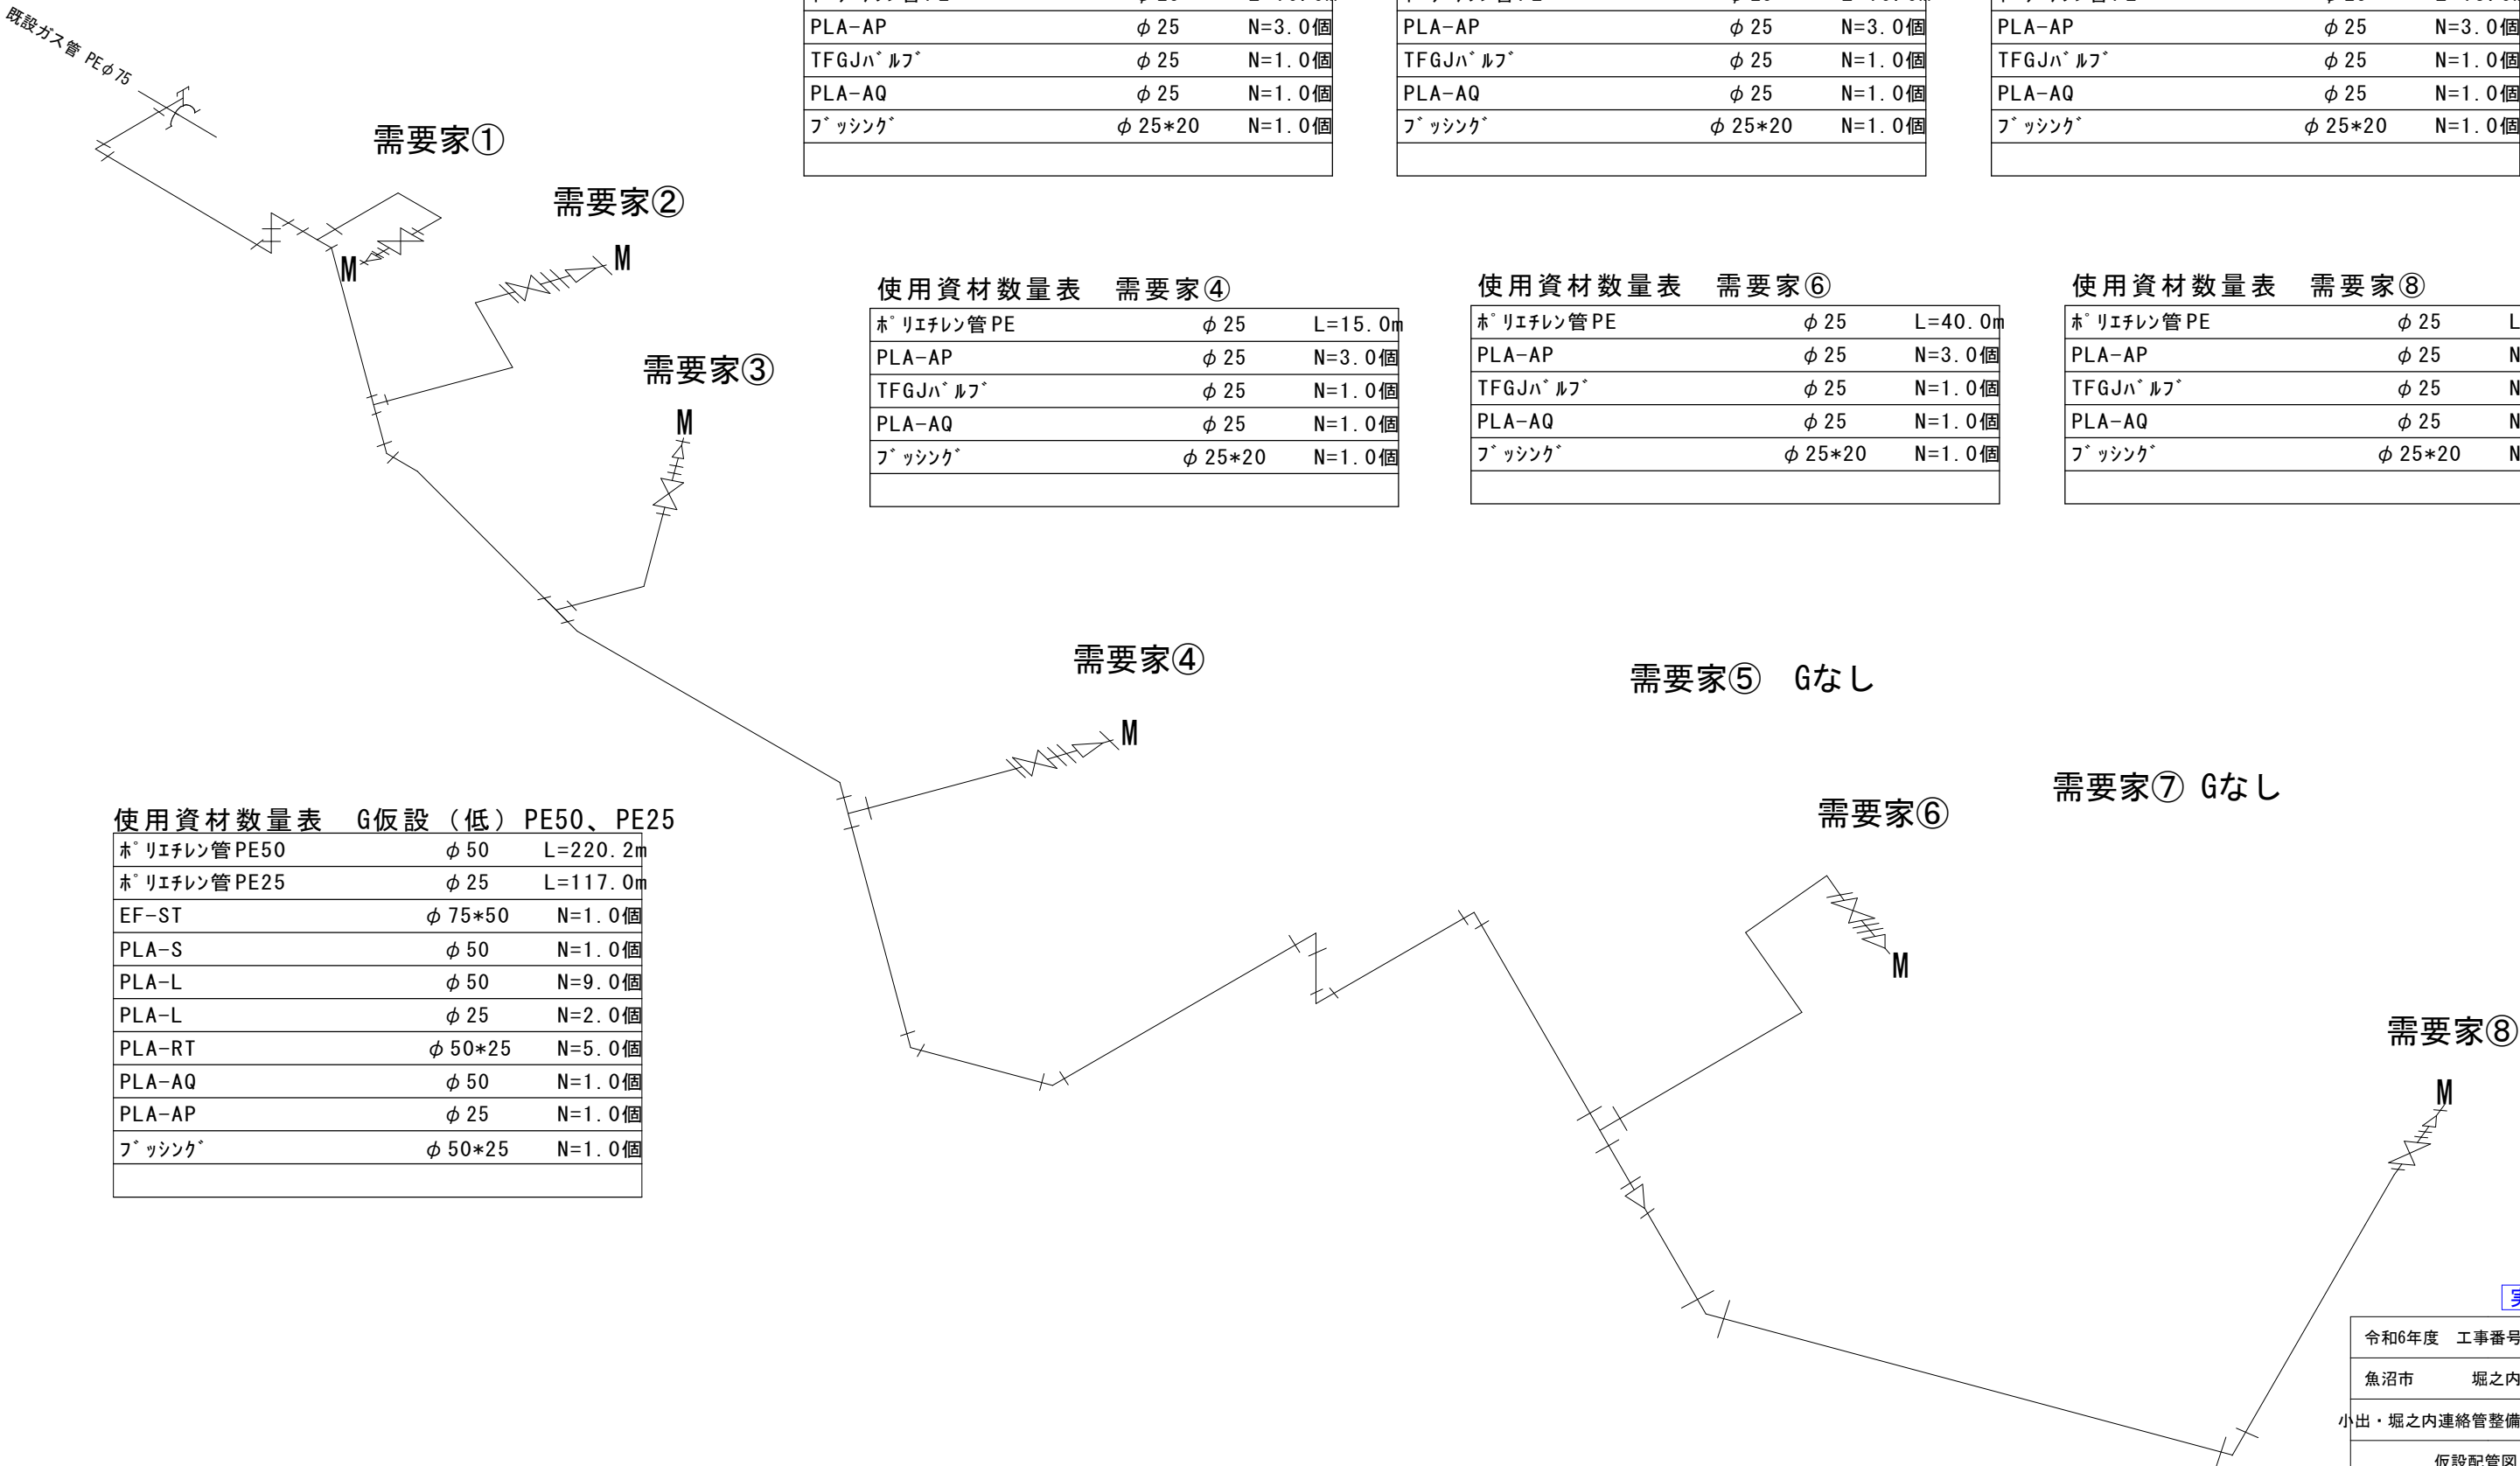 既設ガス管 PEφ75
PLA-AP φ25 N=3.0個
TFGJﾊﾞﾙﾌﾞ φ25 N=1.0個
PLA-AQ φ25 N=1.0個
ﾌﾞｯｼﾝｸﾞ φ25*20 N=1.0個
PLA-AP φ25 N=3.0個
TFGJﾊﾞﾙﾌﾞ φ25 N=1.0個
PLA-AQ φ25 N=1.0個
ﾌﾞｯｼﾝｸﾞ φ25*20 N=1.0個
PLA-AP φ25 N=3.0個
TFGJﾊﾞﾙﾌﾞ φ25 N=1.0個
PLA-AQ φ25 N=1.0個
ﾌﾞｯｼﾝｸﾞ φ25*20 N=1.0個
需要家①
M
需要家②
M
需要家③
M
使用資材数量表 需要家④
ﾎﾟﾘｴﾁﾚﾝ管PE φ25 L=15.0m
PLA-AP φ25 N=3.0個
TFGJﾊﾞﾙﾌﾞ φ25 N=1.0個
PLA-AQ φ25 N=1.0個
ﾌﾞｯｼﾝｸﾞ φ25*20 N=1.0個
使用資材数量表 需要家⑥
ﾎﾟﾘｴﾁﾚﾝ管PE φ25 L=40.0m
PLA-AP φ25 N=3.0個
TFGJﾊﾞﾙﾌﾞ φ25 N=1.0個
PLA-AQ φ25 N=1.0個
ﾌﾞｯｼﾝｸﾞ φ25*20 N=1.0個
使用資材数量表 需要家⑧
ﾎﾟﾘｴﾁﾚﾝ管PE φ25 L
PLA-AP φ25 N
TFGJﾊﾞﾙﾌﾞ φ25 N
PLA-AQ φ25 N
ﾌﾞｯｼﾝｸﾞ φ25*20 N
需要家④
M
需要家⑤ Gなし
需要家⑥
M
需要家⑦ Gなし
需要家⑧
M
使用資材数量表 G仮設（低）PE50、PE25
ﾎﾟﾘｴﾁﾚﾝ管PE50 φ50 L=220.2m
ﾎﾟﾘｴﾁﾚﾝ管PE25 φ25 L=117.0m
EF-ST φ75*50 N=1.0個
PLA-S φ50 N=1.0個
PLA-L φ50 N=9.0個
PLA-L φ25 N=2.0個
PLA-RT φ50*25 N=5.0個
PLA-AQ φ50 N=1.0個
PLA-AP φ25 N=1.0個
ﾌﾞｯｼﾝｸﾞ φ50*25 N=1.0個
令和6年度 工事番号
魚沼市 堀之内
小出・堀之内連絡管整備
仮設配管図